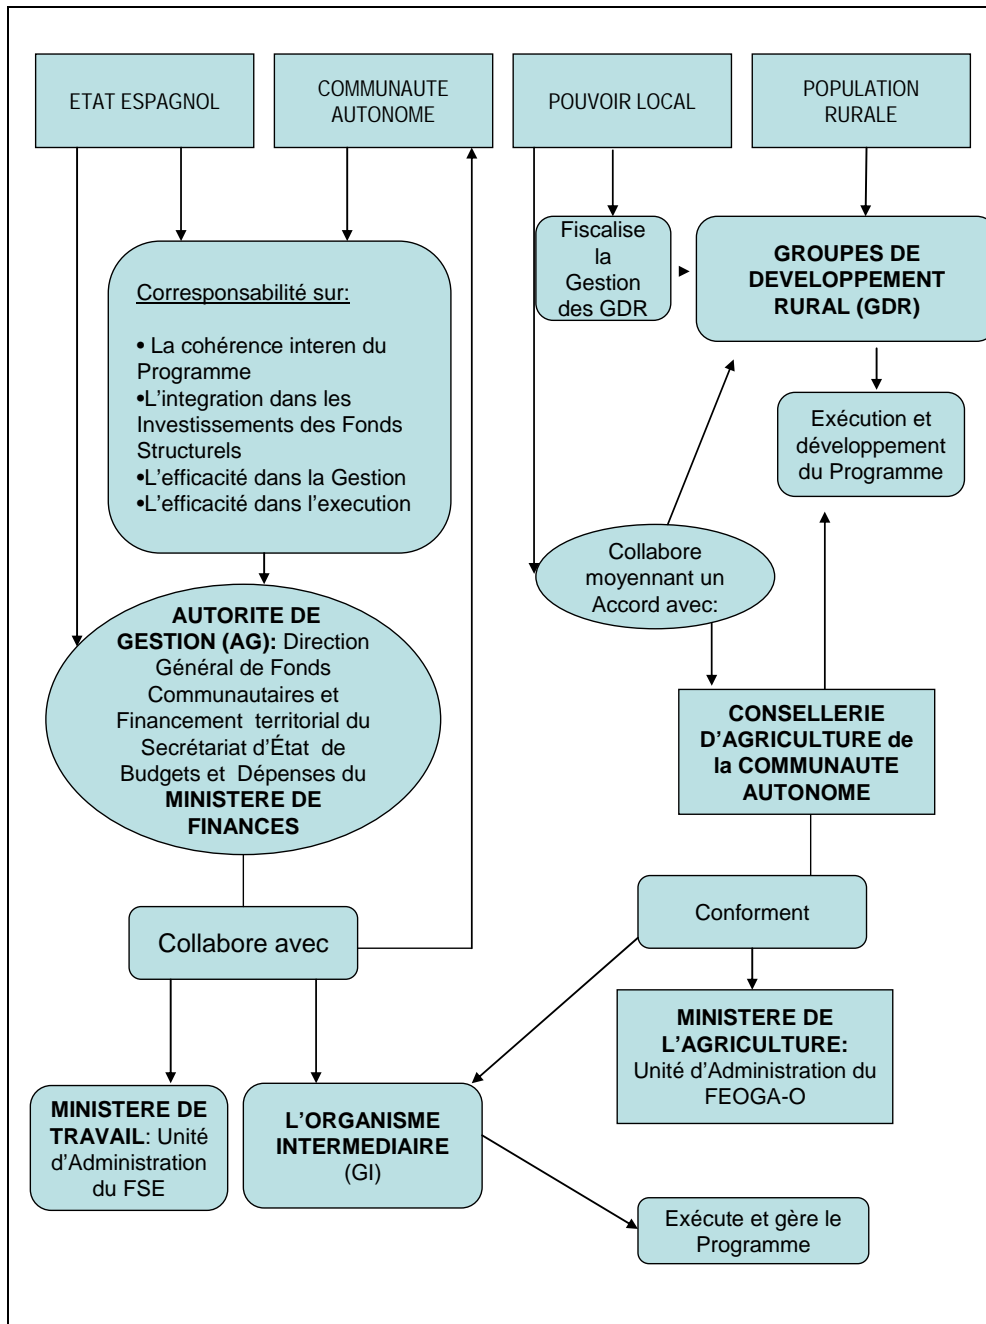 ETAT ESPAGNOL
COMMUNAUTE
AUTONOME
POUVOIR LOCAL
POPULATION
RURALE
Fiscalise
la
Gestion
des GDR
GROUPES DE
DEVELOPPEMENT
RURAL (GDR)
Corresponsabilité sur:
• La cohérence interen du
Programme
•L’integration dans les
Investissements des Fonds
Structurels
•L’efficacité dans la Gestion
•L’efficacité dans l’execution
Exécution et
développement
du Programme
Collabore
moyennant un
Accord avec:
AUTORITE DE
GESTION (AG): Direction
Général de Fonds
Communautaires et
Financement territorial du
Secrétariat d’État de
Budgets et Dépenses du
MINISTERE DE
FINANCES
CONSELLERIE
D’AGRICULTURE de
la COMMUNAUTE
AUTONOME
Collabore avec
Conforment
MINISTERE DE
L’AGRICULTURE:
Unité d’Administration du
FEOGA-O
MINISTERE DE
TRAVAIL: Unité
d’Administration
du FSE
L’ORGANISME
INTERMEDIAIRE
(GI)
Exécute et gère le
Programme